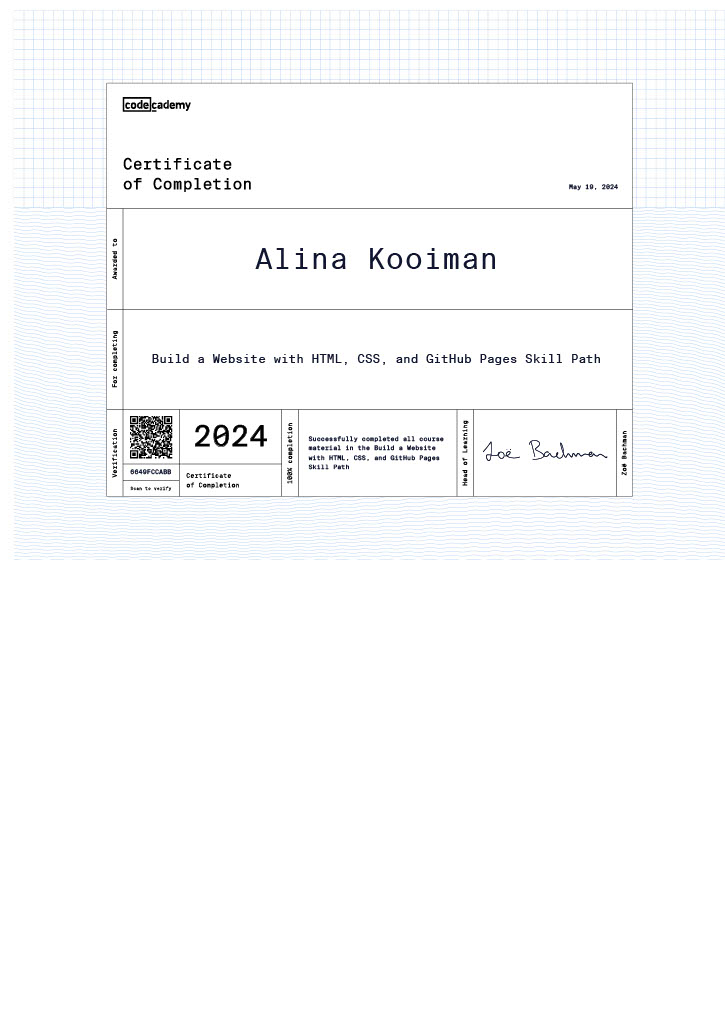 codecademy
Certificate
of Completion
May 19, 2024
Awarded to
Alina Kooiman
For completing
Build a Website with HTML, CSS, and GitHub Pages Skill Path
Verification
6649FCCABB
Scan to verify
2024
Certificate
of Completion
100% completion
Successfully completed all course
material in the Build a Website
with HTML, CSS, and GitHub Pages
Skill Path
Head of Learning
Zoë Bachman
Zoë Bachman